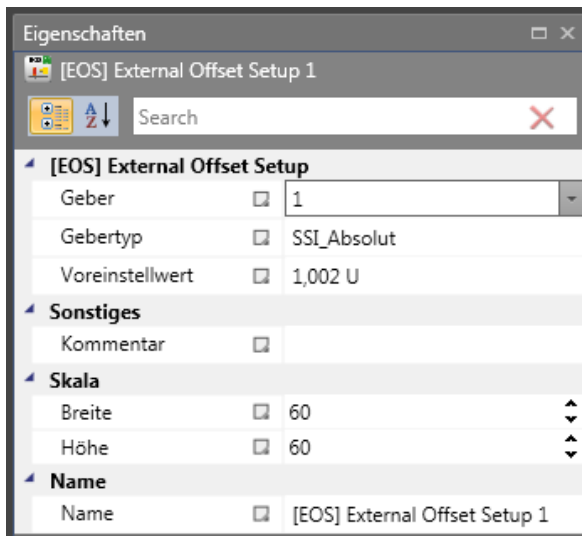 Eigenschaften
[EOS] External Offset Setup 1
A Z Search
[EOS] External Offset Setup
Geber 1
Gebertyp SSI_Absolut
Voreinstellwert 1,002 U
Sonstiges
Kommentar
Skala
Breite 60
Höhe 60
Name
Name [EOS] External Offset Setup 1